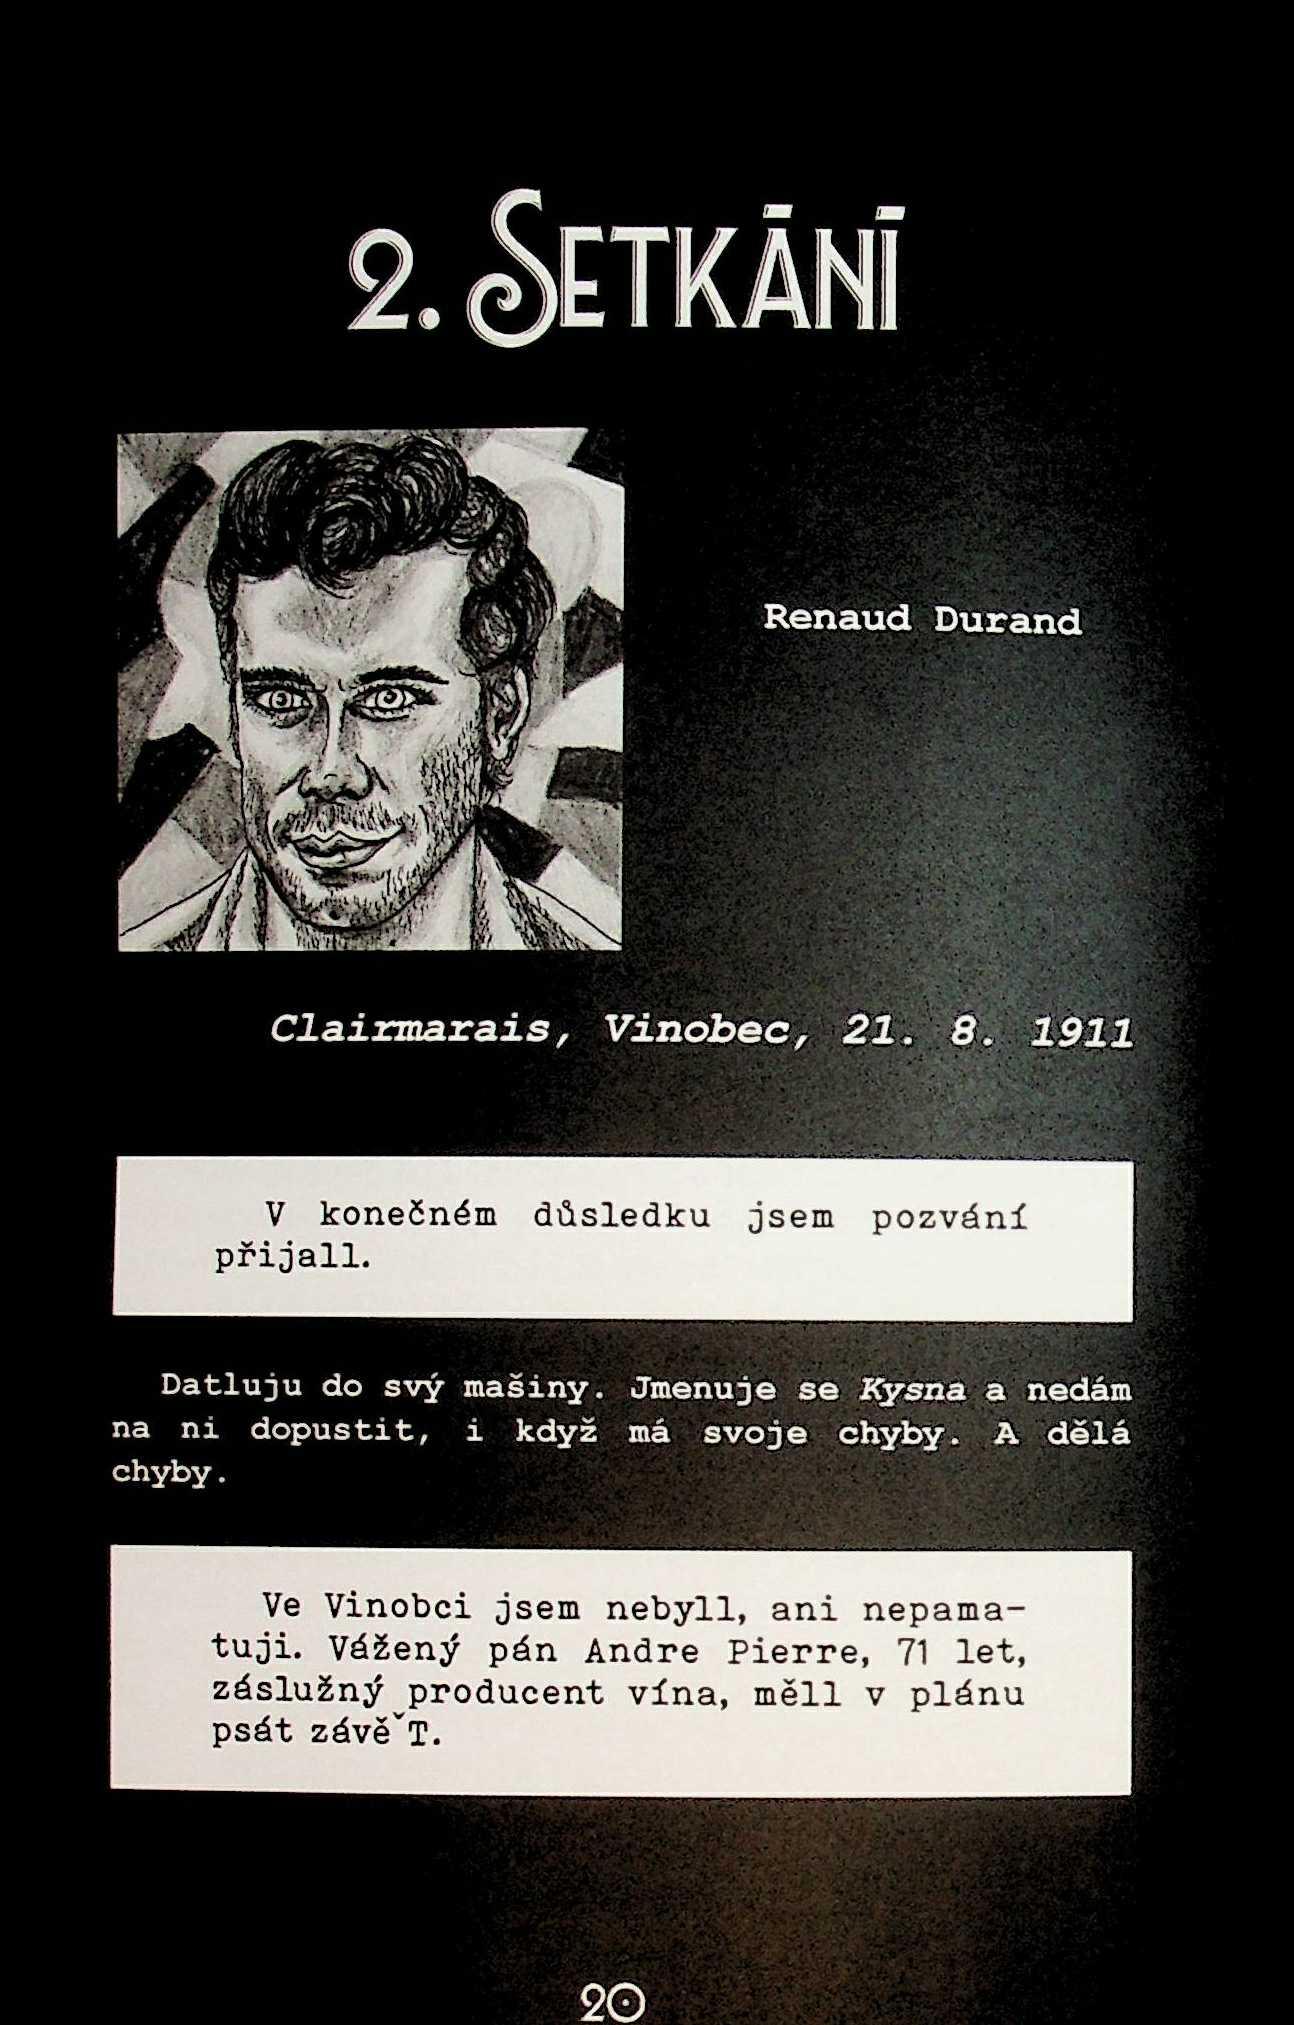 2. SETKÁNÍ
Renaud Durand
Clairmarais, Vinobec, 21. 8. 1911
V konečném důsledku jsem pozvání
přijall.
Datluju do svý mašiny. Jmenuje se Kysna a nedám
na ni dopustit, i když má svoje chyby. A dělá
chyby.
Ve Vinobci jsem nebyll, ani nepama-
tuji. Vážený pán Andre Pierre, 71 let,
záslužný producent vína, měll v plánu
psát závěˇT.
20